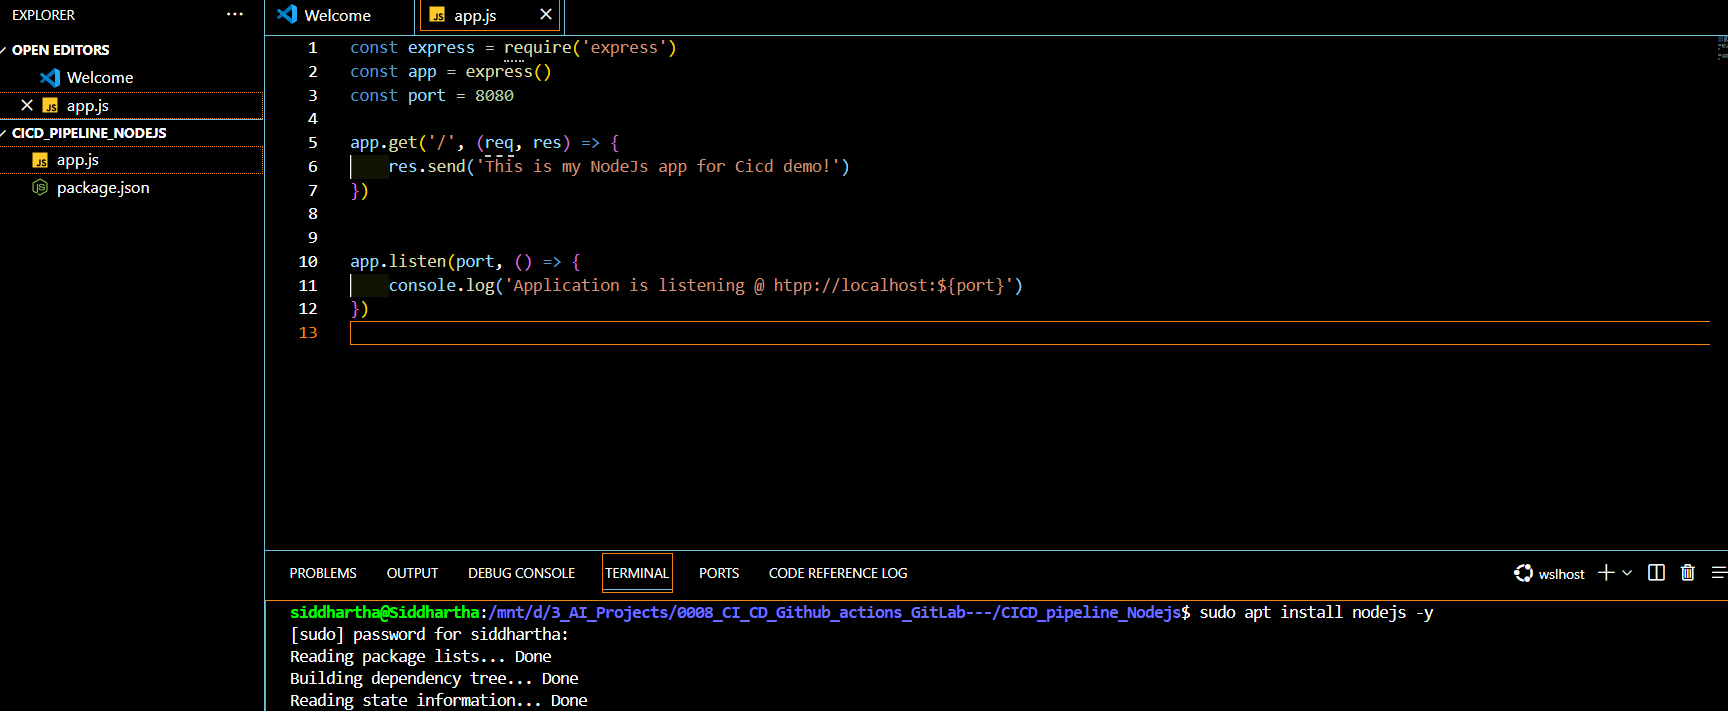 EXPLORER ...
OPEN EDITORS
Welcome
app.js
CICD_PIPELINE_NODEJS
app.js
package.json
Welcome
app.js
1 const express = require('express')
2 const app = express()
3 const port = 8080
4
5 app.get('/', (req, res) => {
6 res.send('This is my NodeJs app for Cicd demo!')
7 })
8
9
10 app.listen(port, () => {
11 console.log('Application is listening @ htpp://localhost:${port}')
12 })
13
PROBLEMS OUTPUT DEBUG CONSOLE TERMINAL PORTS CODE REFERENCE LOG wslhost
siddhartha@Siddhartha:/mnt/d/3_AI_Projects/0008_CI_CD_Github_actions_GitLab---/CICD_pipeline_Nodejs$ sudo apt install nodejs -y
[sudo] password for siddhartha:
Reading package lists... Done
Building dependency tree... Done
Reading state information... Done